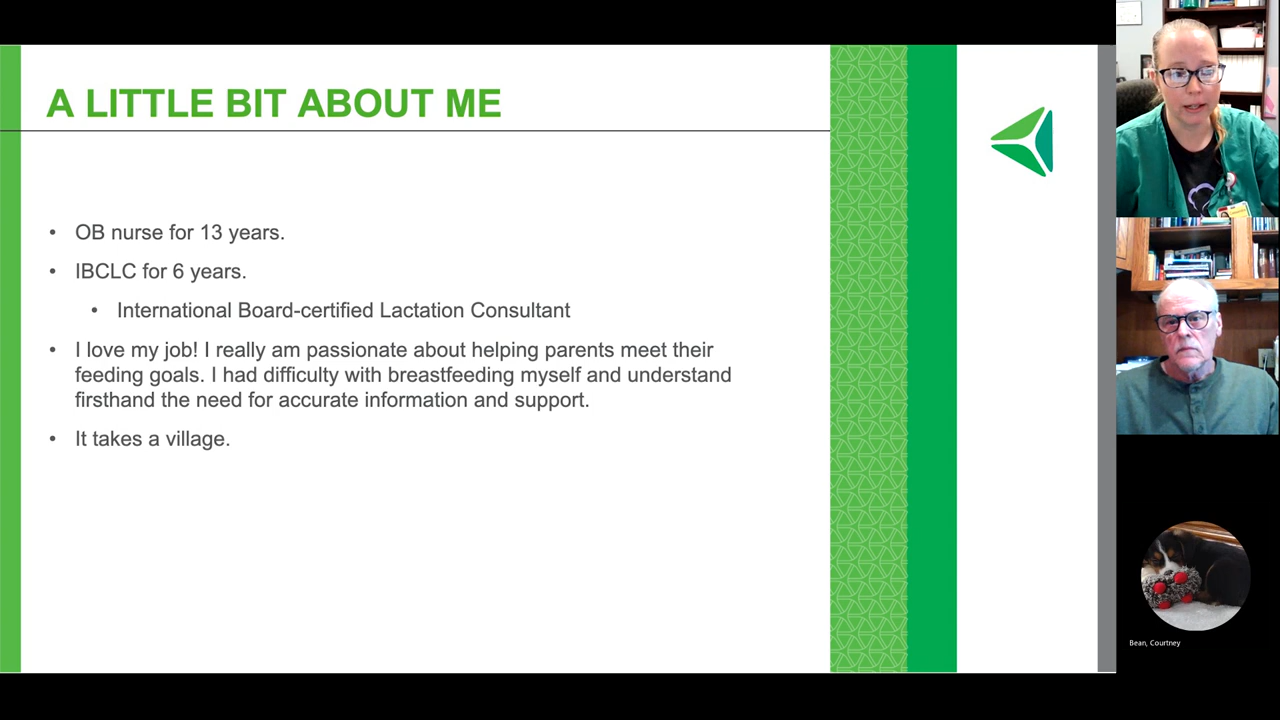 A LITTLE BIT ABOUT ME
• OB nurse for 13 years.
• IBCLC for 6 years.
• International Board-certified Lactation Consultant
• I love my job! I really am passionate about helping parents meet their
feeding goals. I had difficulty with breastfeeding myself and understand
firsthand the need for accurate information and support.
• It takes a village.
Bean, Courtney